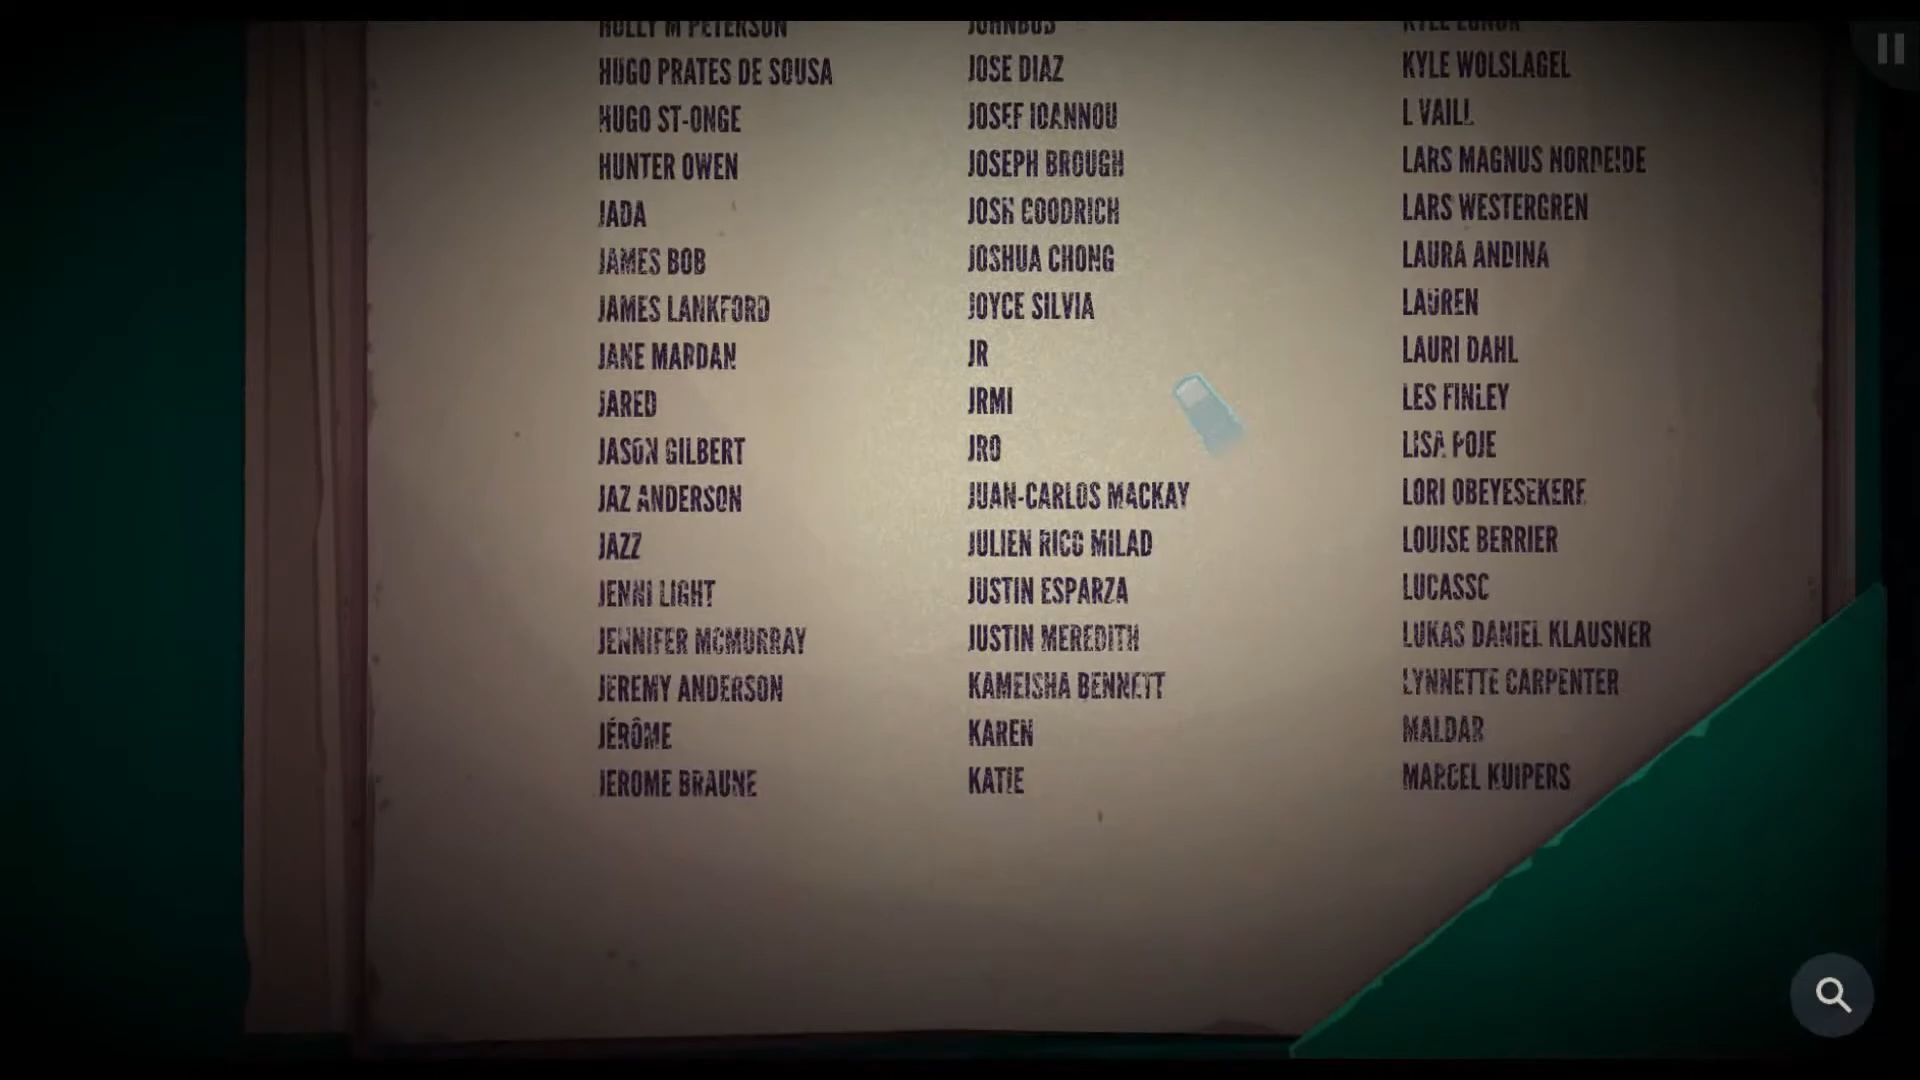 HOLLY M PETERSON
HUGO PRATES DE SOUSA
HUGO ST-ONGE
HUNTER OWEN
JADA
JAMES BOB
JAMES LANKFORD
JANE MARDAN
JARED
JASON GILBERT
JAZ ANDERSON
JAZZ
JENNI LIGHT
JENNIFER MCMURRAY
JEREMY ANDERSON
JÉRÔME
JEROME BRAUNE
JOSE DIAZ
JOSEF IOANNOU
JOSEPH BROUGH
JOSH GOODRICH
JOSHUA CHONG
JOYCE SILVIA
JR
JRMI
JRO
JUAN-CARLOS MACKAY
JULIEN RICO MILAD
JUSTIN ESPARZA
JUSTIN MEREDITH
KAMEISHA BENNETT
KAREN
KATIE
KYLE
KYLE WOLSLAGEL
L VAILL
LARS MAGNUS NORDEIDE
LARS WESTERGREN
LAURA ANDINA
LAUREN
LAURI DAHL
LES FINLEY
LISA POJE
LORI OBEYESEKERE
LOUISE BERRIER
LUCASSC
LUKAS DANIEL KLAUSNER
LYNNETTE CARPENTER
MALDAR
MARCEL KUIPERS